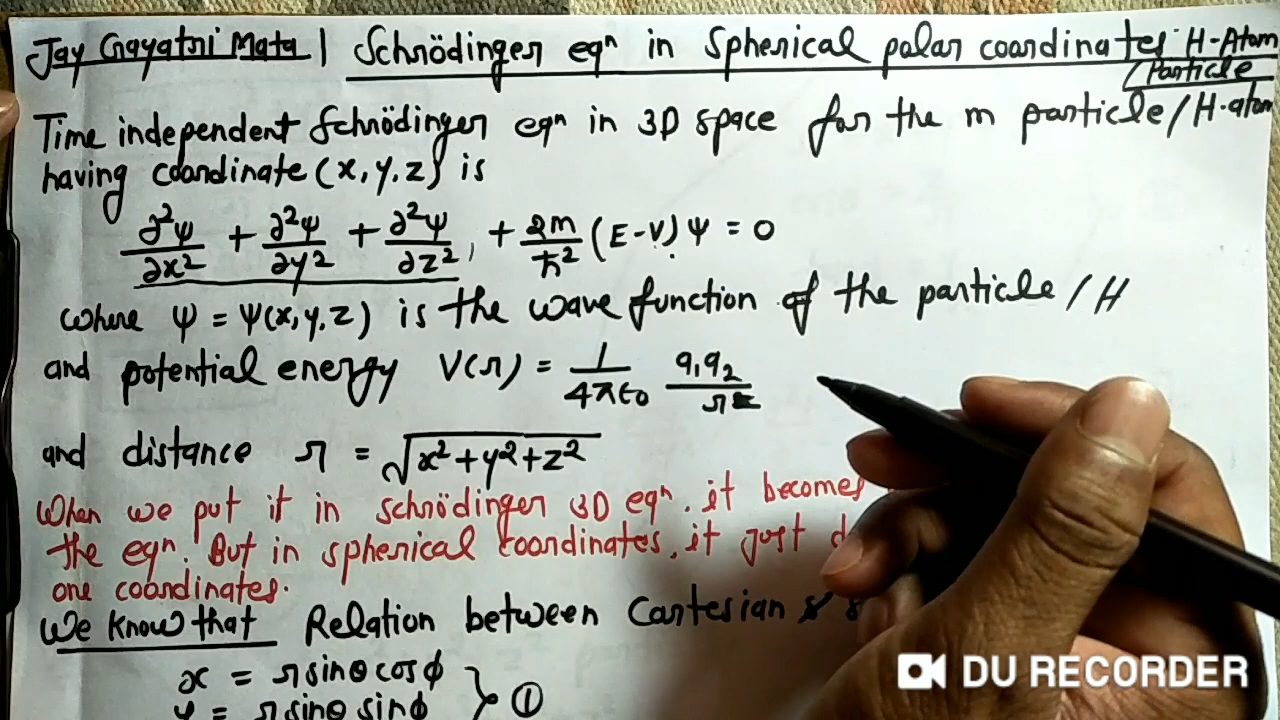 Jay Gayatri Mata | Schrödinger eqⁿ in Spherical polar coordinates H-Atom
/Particle
Time independent Schrödinger eqⁿ in 3D space for the m particle/H-atom
having coordinate (x, y, z) is
∂²ψ/∂x² + ∂²ψ/∂y² + ∂²ψ/∂z² + 2m/ħ² (E-V) ψ = 0
where ψ = ψ(x, y, z) is the wave function of the particle / H
and potential energy V(r) = 1/4πε₀ q₁q₂/r
and distance r = √x²+y²+z²
When we put it in schrödinger 3D eqⁿ. it becomes
the eqⁿ. But in spherical coordinates, it just
one coordinates.
We know that Relation between Cartesian &
x = r sinθ cosϕ
y = r sinθ sinϕ } ①
DU RECORDER